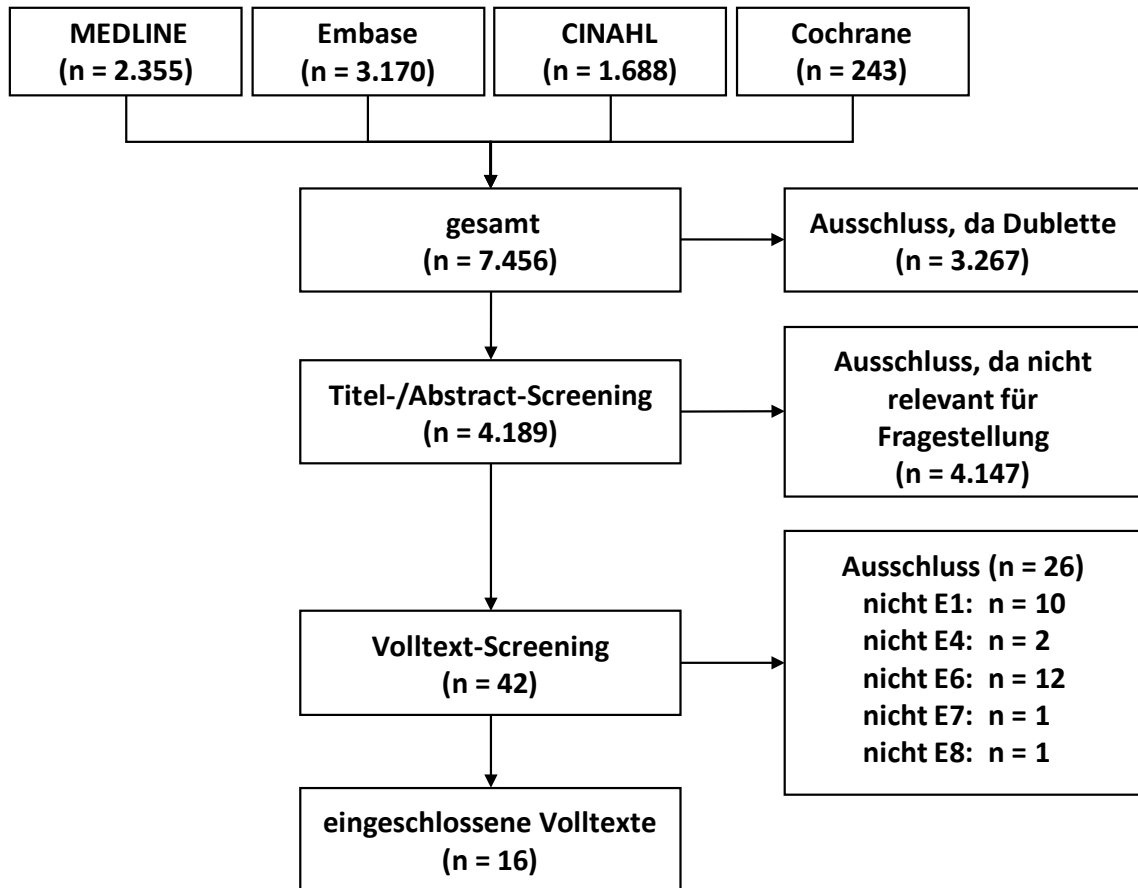 MEDLINE
(n = 2.355)
Embase
(n = 3.170)
CINAHL
(n = 1.688)
Cochrane
(n = 243)
gesamt
(n = 7.456)
Ausschluss, da Dublette
(n = 3.267)
Titel-/Abstract-Screening
(n = 4.189)
Ausschluss, da nicht
relevant für
Fragestellung
(n = 4.147)
Volltext-Screening
(n = 42)
Ausschluss (n = 26)
nicht E1: n = 10
nicht E4: n = 2
nicht E6: n = 12
nicht E7: n = 1
nicht E8: n = 1
eingeschlossene Volltexte
(n = 16)